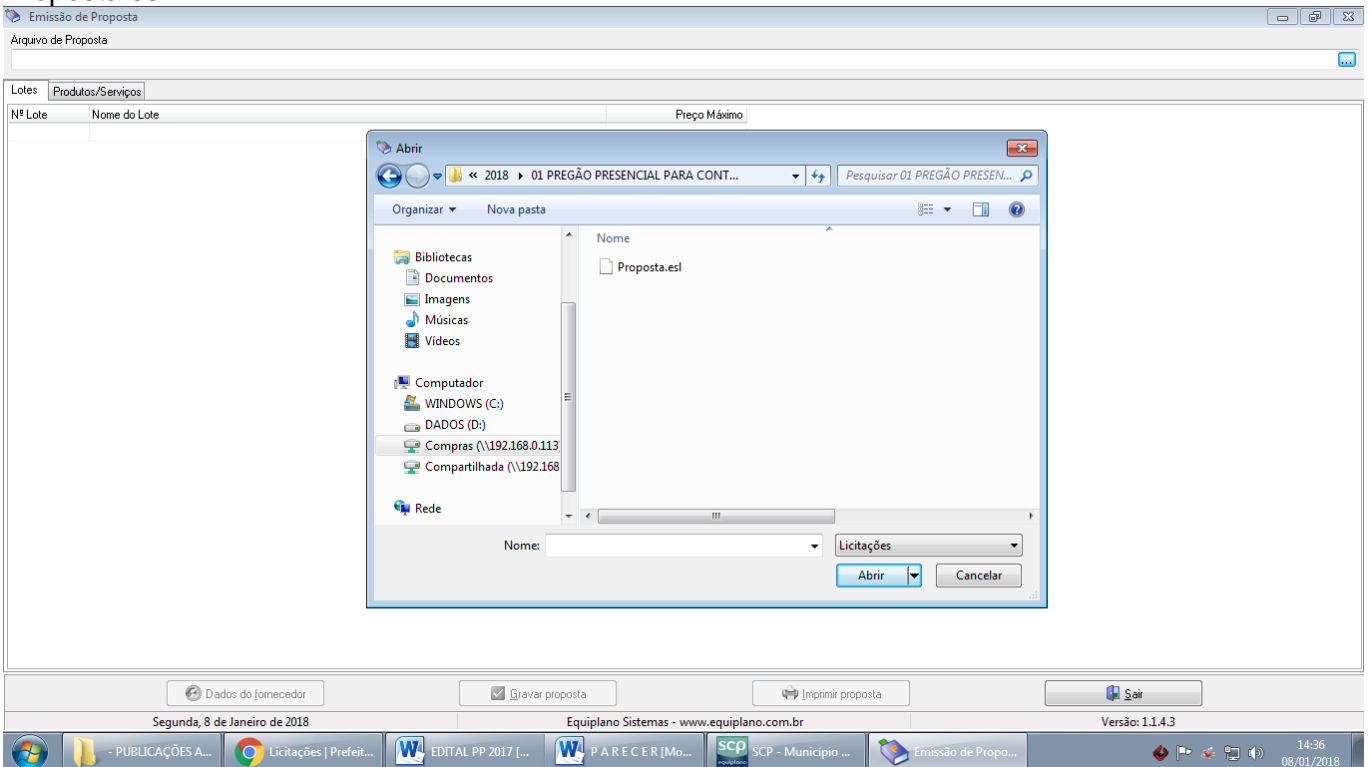 Emissão de Proposta
Arquivo de Proposta
...
Lotes Produtos/Serviços
Nº Lote Nome do Lote Preço Máximo
Abrir
« 2018 ▸ 01 PREGÃO PRESENCIAL PARA CONT... Pesquisar 01 PREGÃO PRESEN...
Organizar Nova pasta
Nome
Proposta.esl
Bibliotecas
Documentos
Imagens
Músicas
Vídeos
Computador
WINDOWS (C:)
DADOS (D:)
Compras (\\192.168.0.113)
Compartilhada (\\192.168
Rede
Nome: Licitações
Abrir Cancelar
Dados do fornecedor Gravar proposta Imprimir proposta Sair
Segunda, 8 de Janeiro de 2018 Equiplano Sistemas - www.equiplano.com.br Versão: 1.1.4.3
- PUBLICAÇÕES A... Licitações | Prefeit... EDITAL PP 2017 [... P A R E C E R [Mo... SCP equiplano SCP - Município ... Emissão de Propo... 14:36
08/01/2018